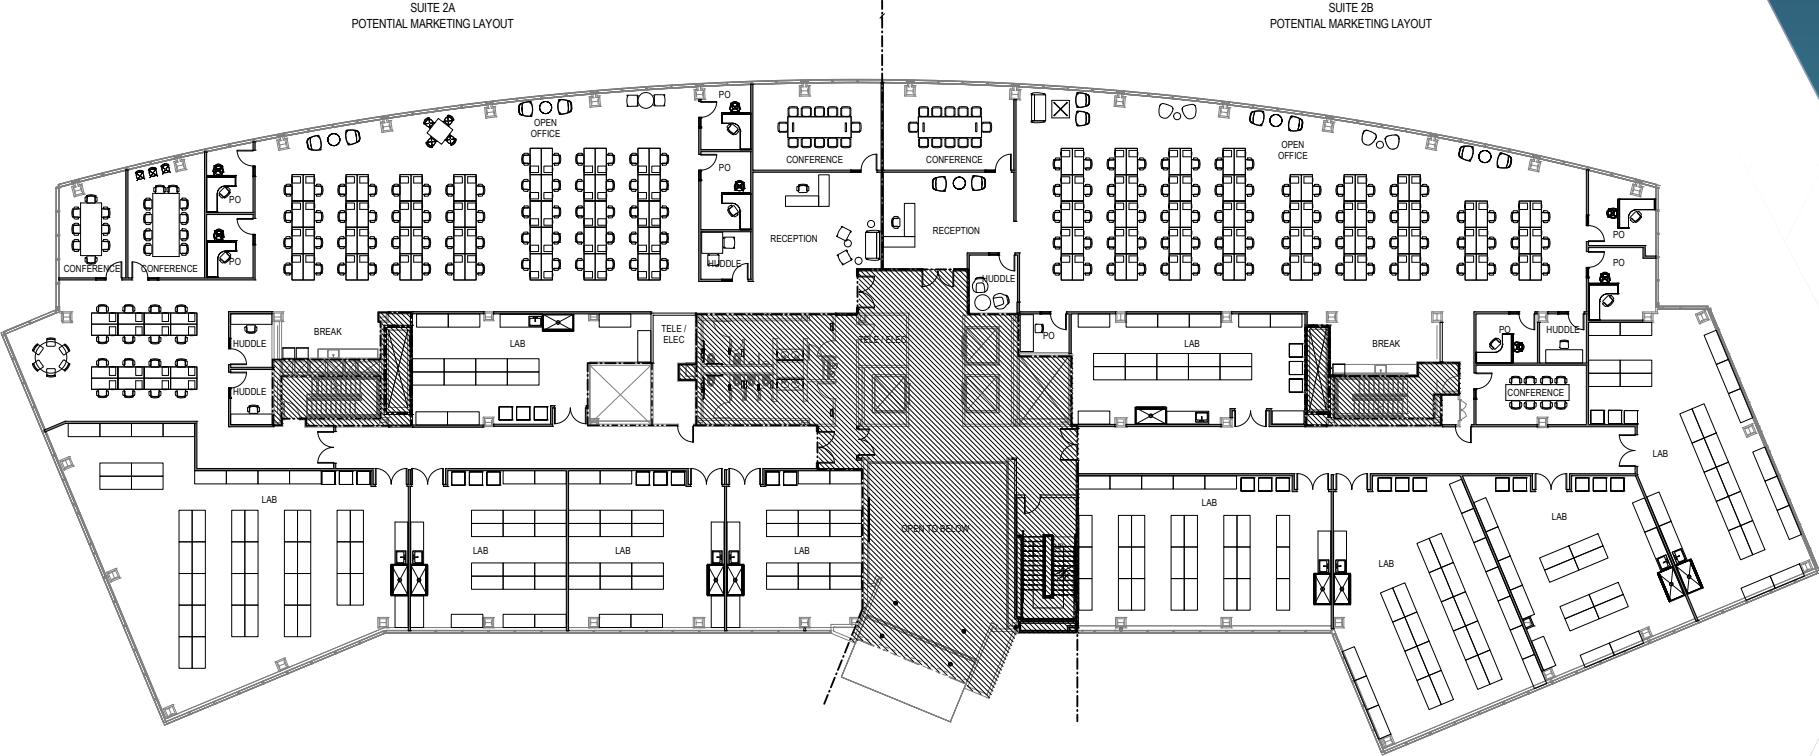 SUITE 2A
POTENTIAL MARKETING LAYOUT
SUITE 2B
POTENTIAL MARKETING LAYOUT
PO
OPEN
OFFICE
OPEN
OFFICE
CONFERENCE
CONFERENCE
PO
PO
PO
CONFERENCE
CONFERENCE
HUDDLE
RECEPTION
RECEPTION
HUDDLE
PO
PO
BREAK
HUDDLE
HUDDLE
LAB
TELE /
ELEC
TELE / ELEC
PO
LAB
BREAK
PO
HUDDLE
CONFERENCE
LAB
LAB
LAB
LAB
LAB
OPEN TO BELOW
LAB
LAB
LAB